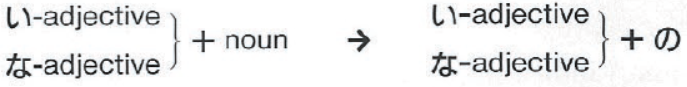 い-adjective
な-adjective } + noun → い-adjective
な-adjective } + の